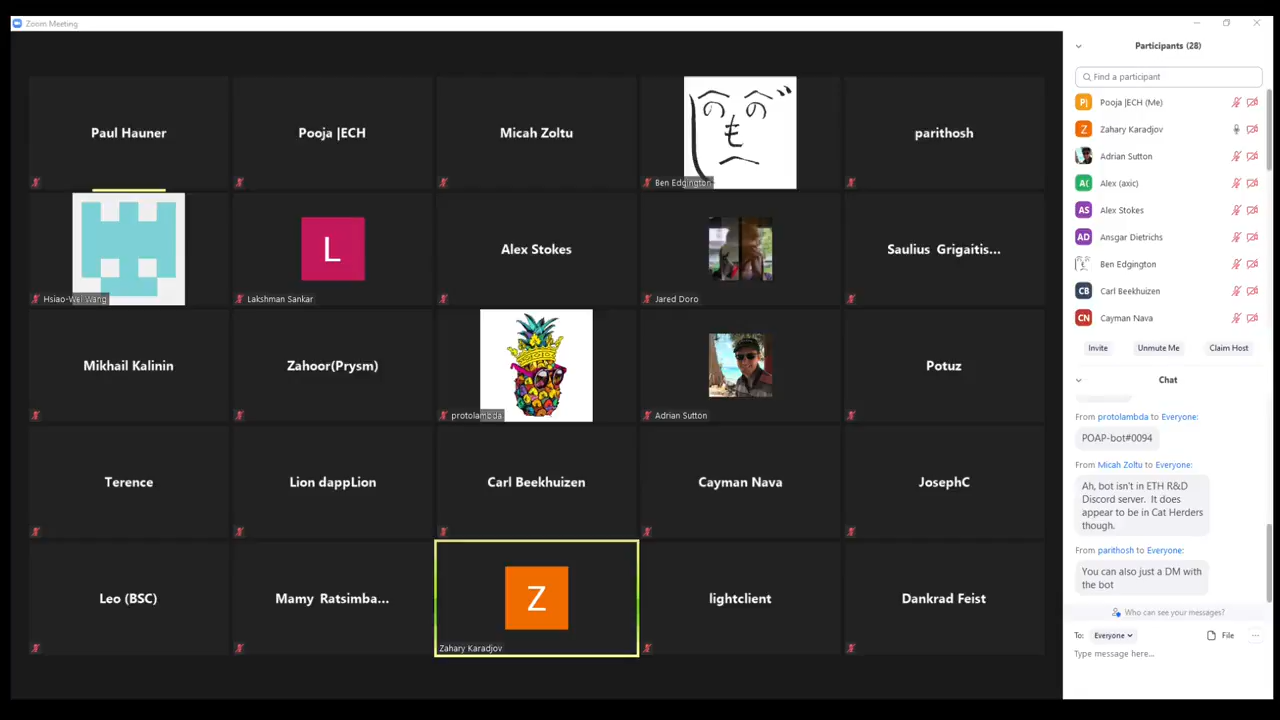 Zoom Meeting
Paul Hauner
Pooja |ECH
Micah Zoltu
Ben Edgington
parithosh
Hsiao-Wei Wang
L
Lakshman Sankar
Alex Stokes
Jared Doro
Saulius Grigaitis...
Mikhail Kalinin
Zahoor(Prysm)
protolambda
Adrian Sutton
Potuz
Terence
Lion dappLion
Carl Beekhuizen
Cayman Nava
JosephC
Leo (BSC)
Mamy Ratsimba...
Z
Zahary Karadjov
lightclient
Dankrad Feist
Participants (28)
Find a participant
P| Pooja |ECH (Me)
Z Zahary Karadjov
Adrian Sutton
A( Alex (axic)
AS Alex Stokes
AD Ansgar Dietrichs
Ben Edgington
CB Carl Beekhuizen
CN Cayman Nava
Invite Unmute Me Claim Host
Chat
From protolambda to Everyone:
POAP-bot#0094
From Micah Zoltu to Everyone:
Ah, bot isn't in ETH R&D
Discord server. It does
appear to be in Cat Herders
though.
From parithosh to Everyone:
You can also just a DM with
the bot
Who can see your messages?
To: Everyone File ...
Type message here...